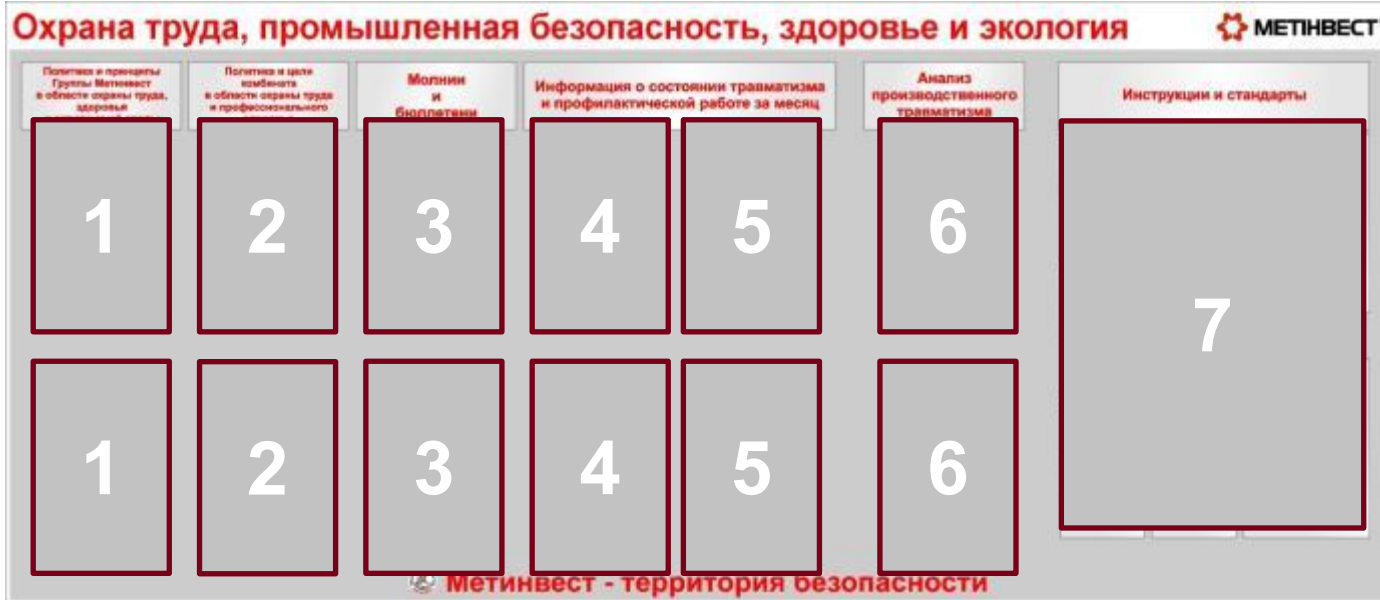 Охрана труда, промышленная безопасность, здоровье и экология
МЕТІНВЕСТ
Политика и принципы
Группы Метинвест
в области охраны труда,
здоровья
Политика и цели
комбината
в области охраны труда
и профессионального
Молнии
и
бюллетени
Информация о состоянии травматизма
и профилактической работе за месяц
Анализ
производственного
травматизма
Инструкции и стандарты
1 2 3 4 5 6
7
1 2 3 4 5 6
Метинвест - территория безопасности